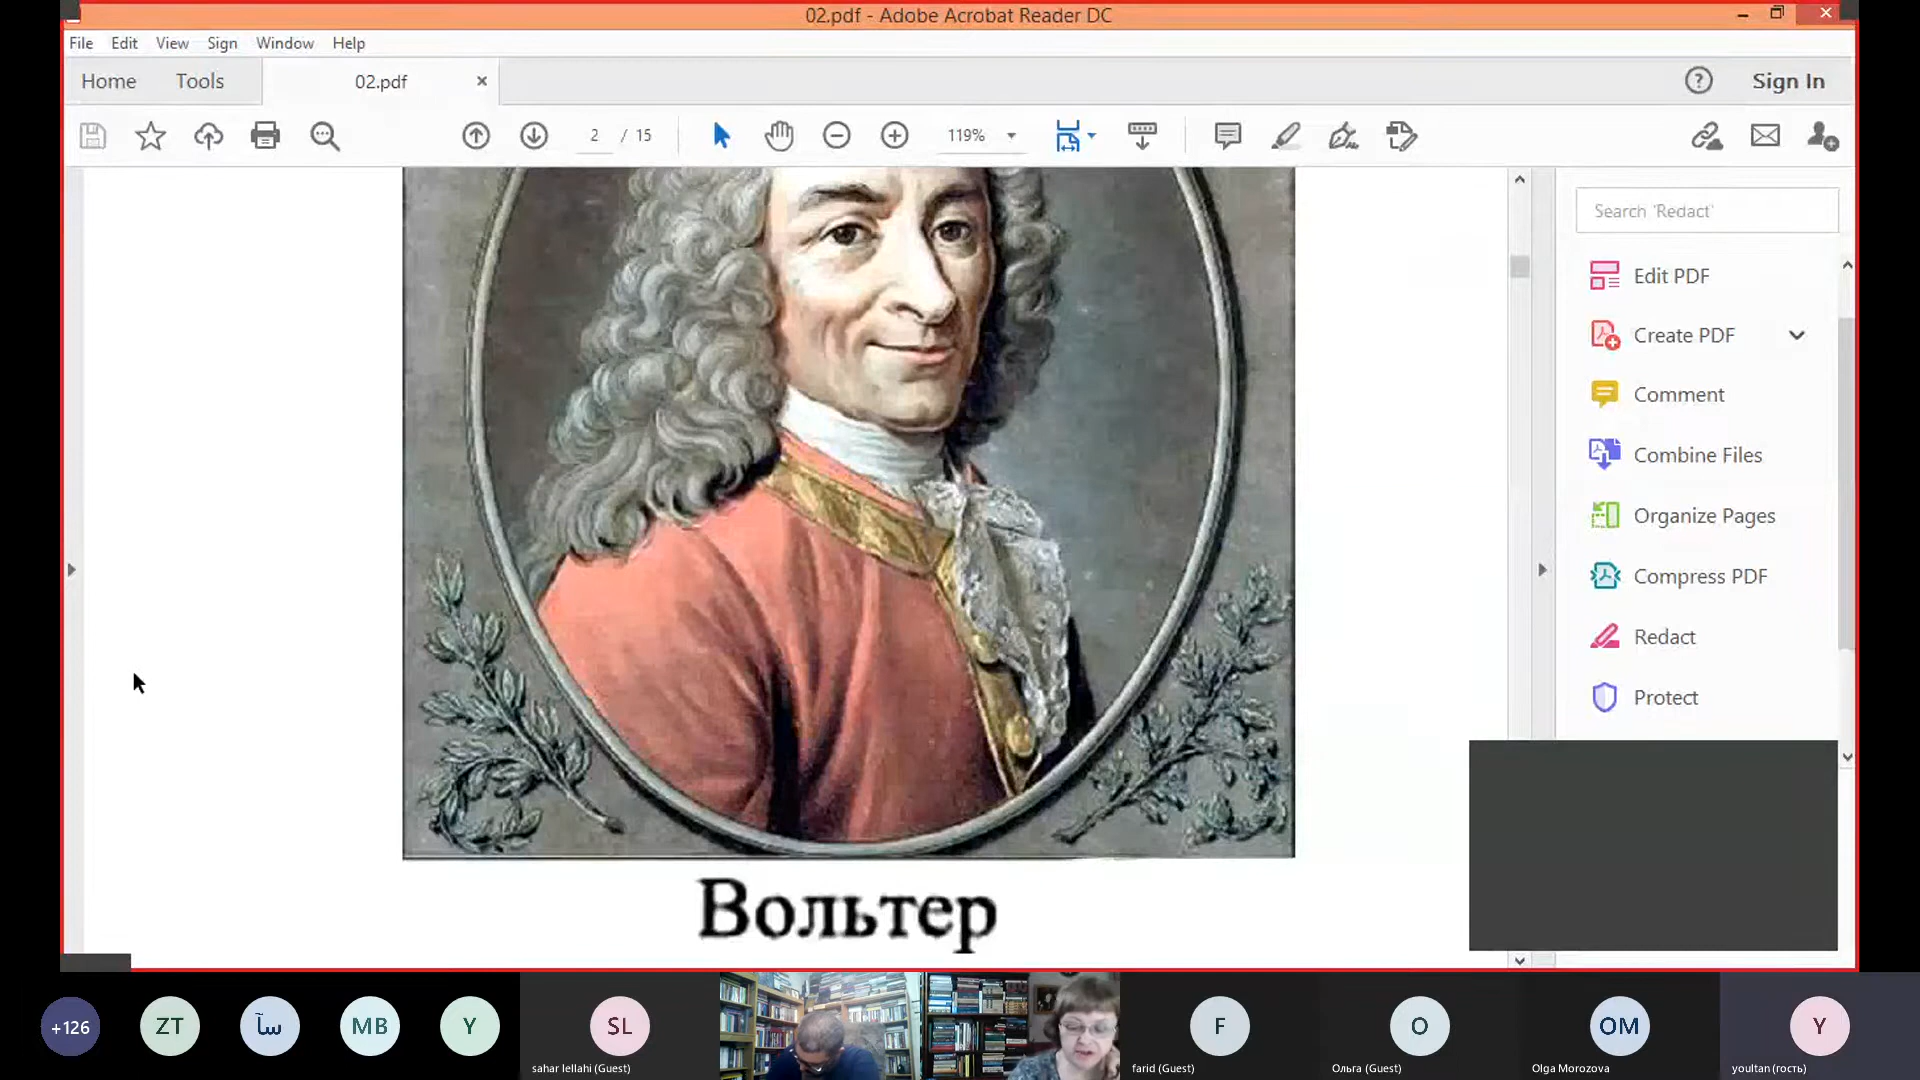 02.pdf - Adobe Acrobat Reader DC
File Edit View Sign Window Help
Home Tools 02.pdf Sign In
2 / 15 119%
Search 'Redact'
Edit PDF
Create PDF
Comment
Combine Files
Organize Pages
Compress PDF
Redact
Protect
Вольтер
+126 ZT سآ MB Y SL F O OM Y
sahar lellahi (Guest) farid (Guest) Ольга (Guest) Olga Morozova youltan (гость)